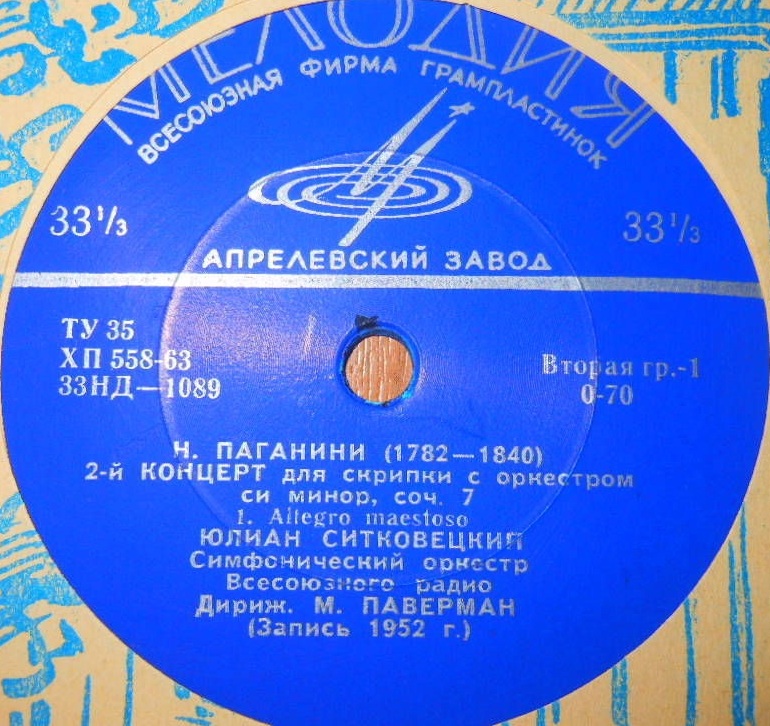 МЕЛОДИЯ
ВСЕСОЮЗНАЯ ФИРМА ГРАМПЛАСТИНОК
33⅓ 33⅓
АПРЕЛЕВСКИЙ ЗАВОД
ТУ 35
ХП 558-63
33НД—1089
Вторая гр.-1
0-70
Н. ПАГАНИНИ (1782—1840)
2-й КОНЦЕРТ для скрипки с оркестром
си минор, соч. 7
1. Allegro maestoso
ЮЛИАН СИТКОВЕЦКИЙ
Симфонический оркестр
Всесоюзного радио
Дириж. М. ПАВЕРМАН
(Запись 1952 г.)